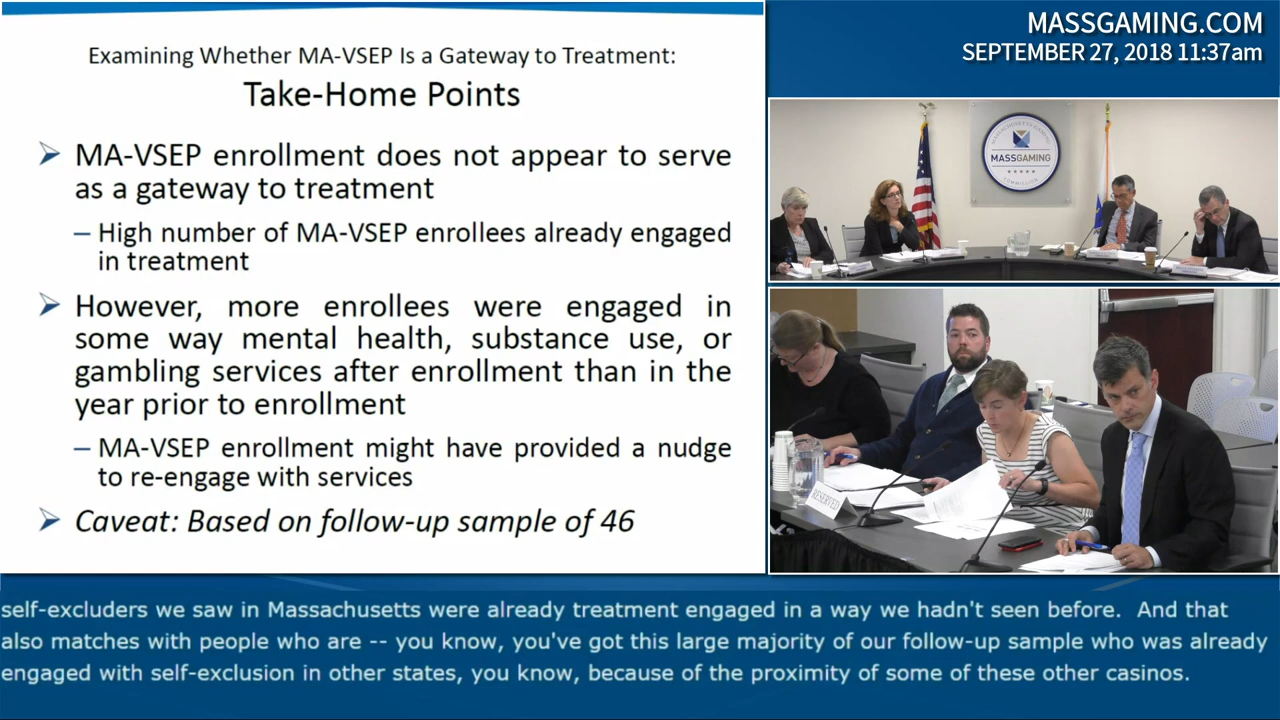 Examining Whether MA-VSEP Is a Gateway to Treatment:
Take-Home Points
MA-VSEP enrollment does not appear to serve
as a gateway to treatment
– High number of MA-VSEP enrollees already engaged
in treatment
However, more enrollees were engaged in
some way mental health, substance use, or
gambling services after enrollment than in the
year prior to enrollment
– MA-VSEP enrollment might have provided a nudge
to re-engage with services
Caveat: Based on follow-up sample of 46
MASSGAMING.COM
SEPTEMBER 27, 2018 11:37am
MASSACHUSETTS GAMING
MASSGAMING
COMMISSION
RESERVED
self-excluders we saw in Massachusetts were already treatment engaged in a way we hadn't seen before. And that
also matches with people who are -- you know, you've got this large majority of our follow-up sample who was already
engaged with self-exclusion in other states, you know, because of the proximity of some of these other casinos.